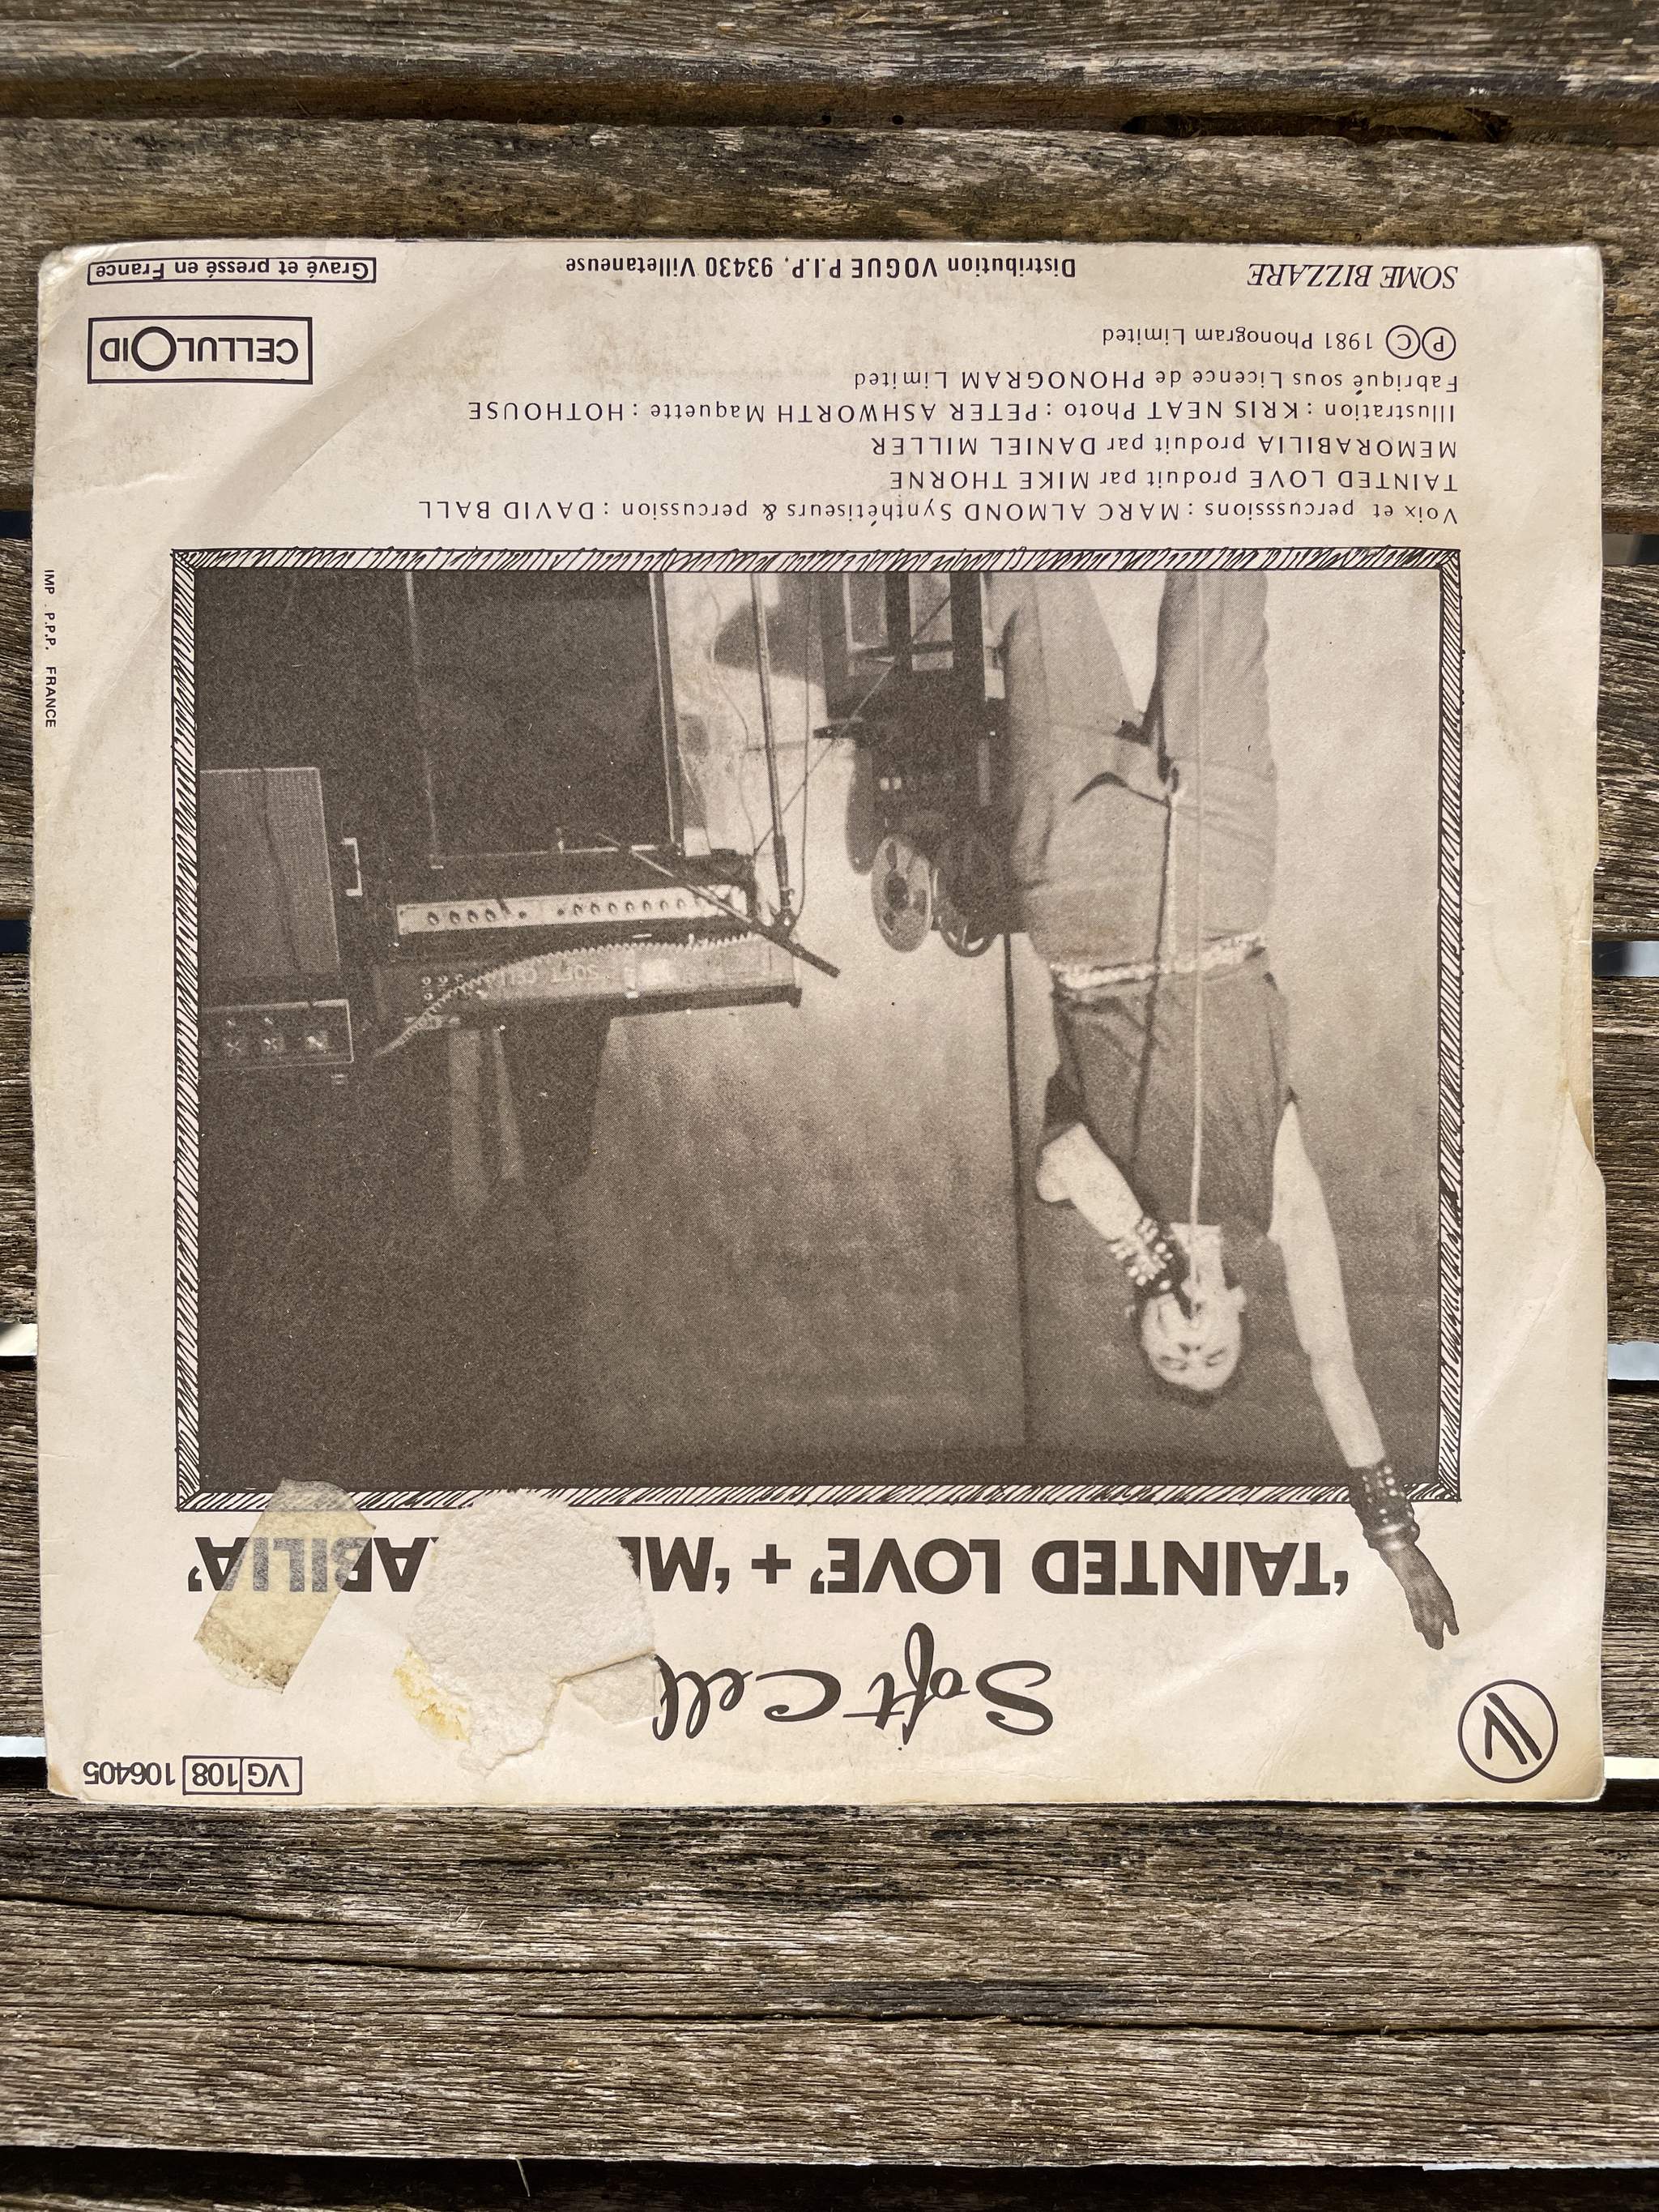 VG 108 106405
Soft Cell
'TAINTED LOVE' + 'ME ABILIA'
SOFT CELL
Voix et percusssions : MARC ALMOND Synthétiseurs & percussion : DAVID BALL
TAINTED LOVE produit par MIKE THORNE
MEMORABILIA produit par DANIEL MILLER
Illustration : KRIS NEAT Photo : PETER ASHWORTH Maquette : HOTHOUSE
Fabriqué sous Licence de PHONOGRAM Limited
Ⓟ Ⓒ 1981 Phonogram Limited
CELLULOID
SOME BIZZARE
Distribution VOGUE P.I.P. 93430 Villetaneuse
Gravé et pressé en France
IMP . P.P.P. FRANCE